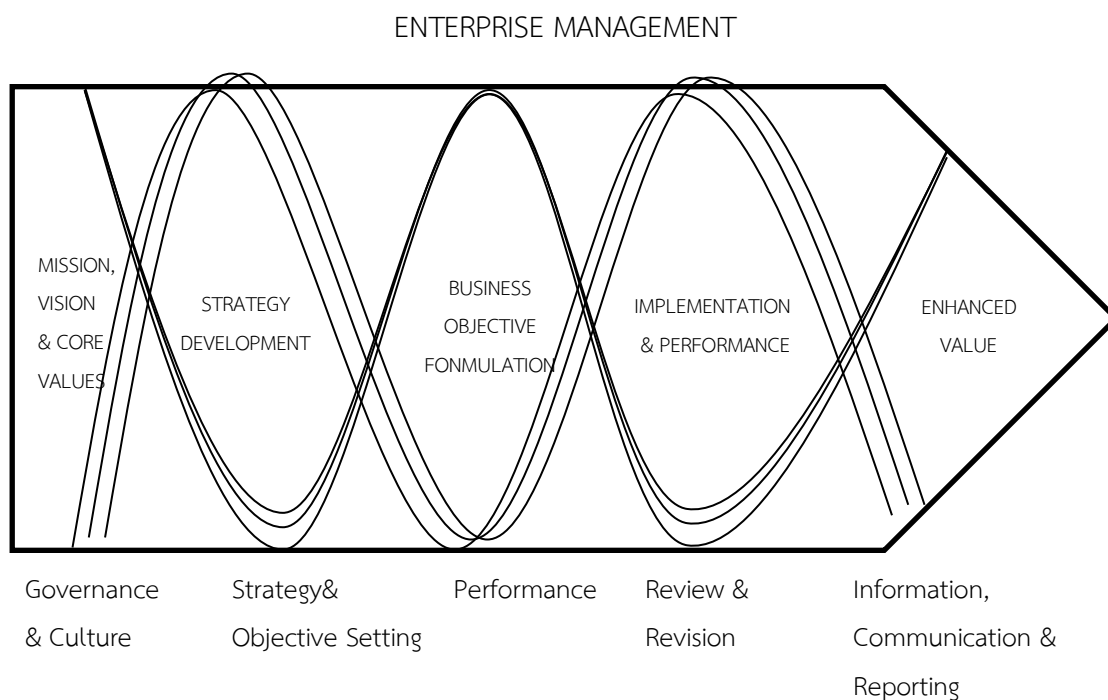 ENTERPRISE MANAGEMENT
MISSION,
VISION
& CORE
VALUES
STRATEGY
DEVELOPMENT
BUSINESS
OBJECTIVE
FONMULATION
IMPLEMENTATION
& PERFORMANCE
ENHANCED
VALUE
Governance
& Culture
Strategy&
Objective Setting
Performance
Review &
Revision
Information,
Communication &
Reporting